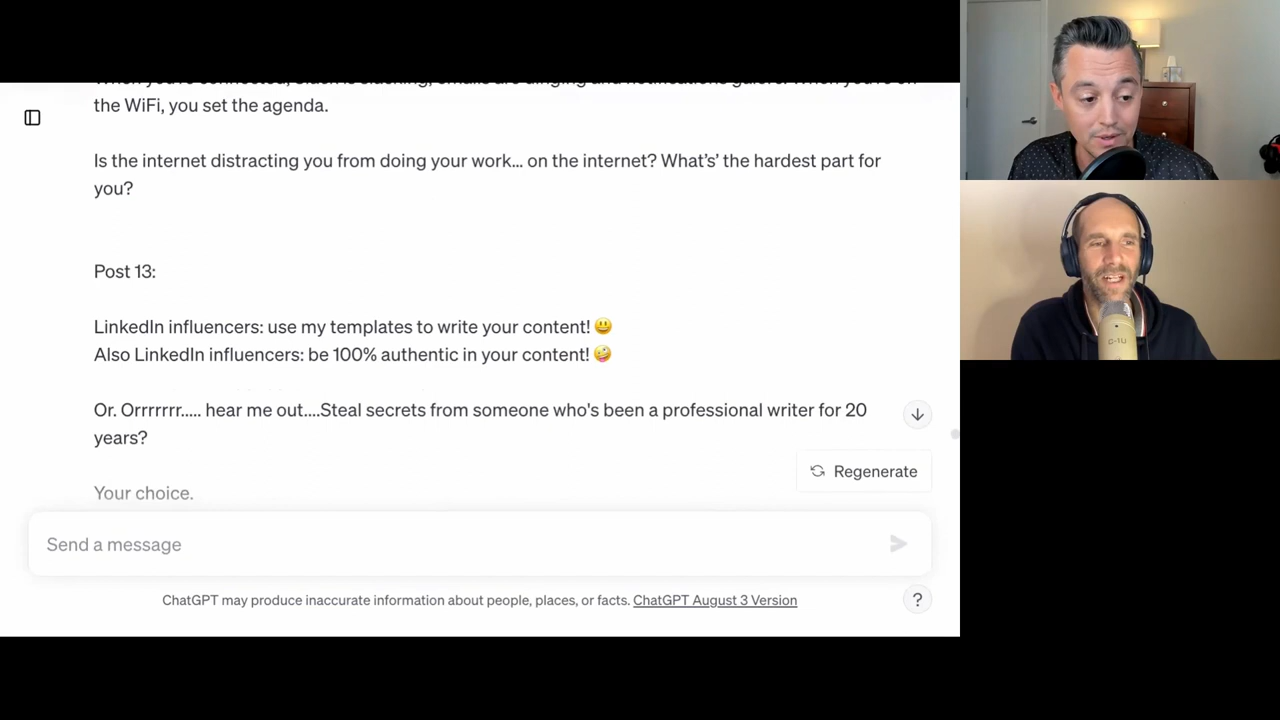 the WiFi, you set the agenda.
Is the internet distracting you from doing your work... on the internet? What's' the hardest part for
you?
Post 13:
LinkedIn influencers: use my templates to write your content! 😃
Also LinkedIn influencers: be 100% authentic in your content! 🤪
Or. Orrrrrrr..... hear me out....Steal secrets from someone who's been a professional writer for 20
years?
Regenerate
Your choice.
Send a message
ChatGPT may produce inaccurate information about people, places, or facts. ChatGPT August 3 Version
?